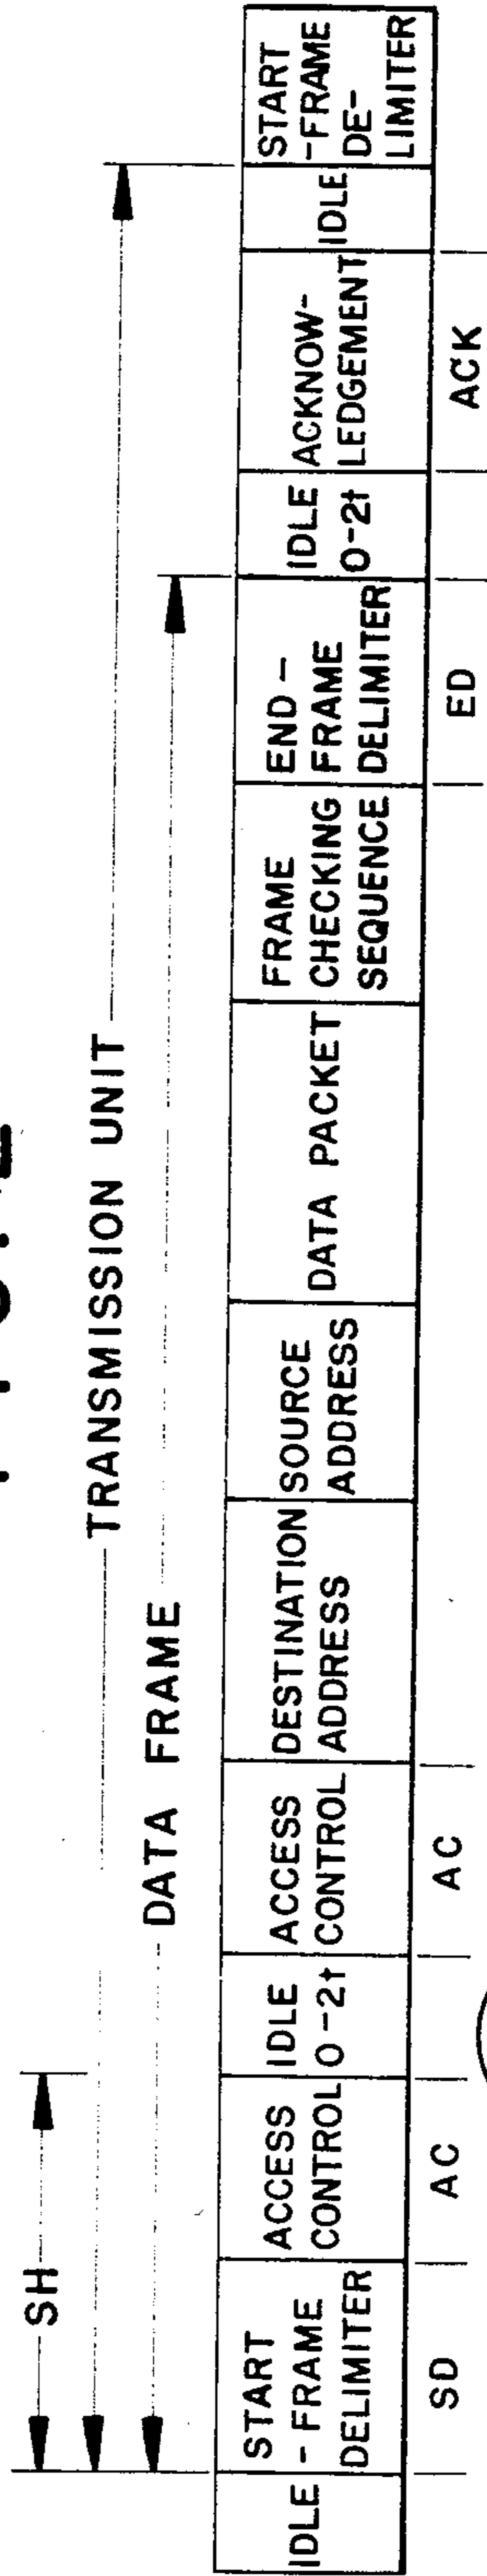 SH
TRANSMISSION UNIT
DATA FRAME
IDLE
START
-FRAME
DELIMITER
ACCESS
CONTROL
IDLE
0-2t
ACCESS
CONTROL
DESTINATION
ADDRESS
SOURCE
ADDRESS
DATA PACKET
FRAME
CHECKING
SEQUENCE
END-
FRAME
DELIMITER
IDLE
0-2t
ACKNOW-
LEDGEMENT
IDLE
START
-FRAME
DE-
LIMITER
SD
AC
AC
ED
ACK